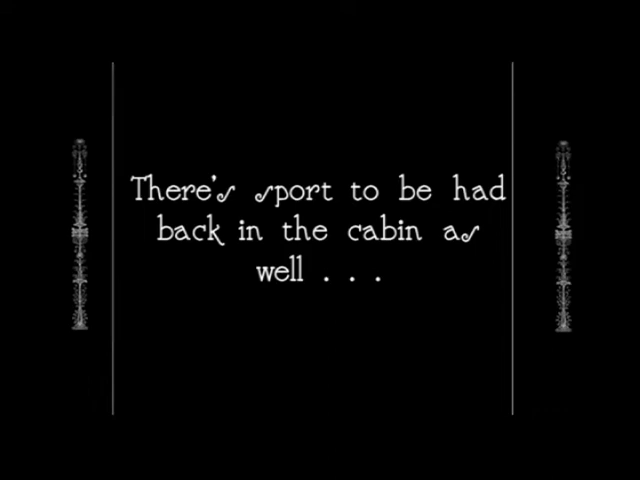 There's sport to be had
back in the cabin as
well . . .